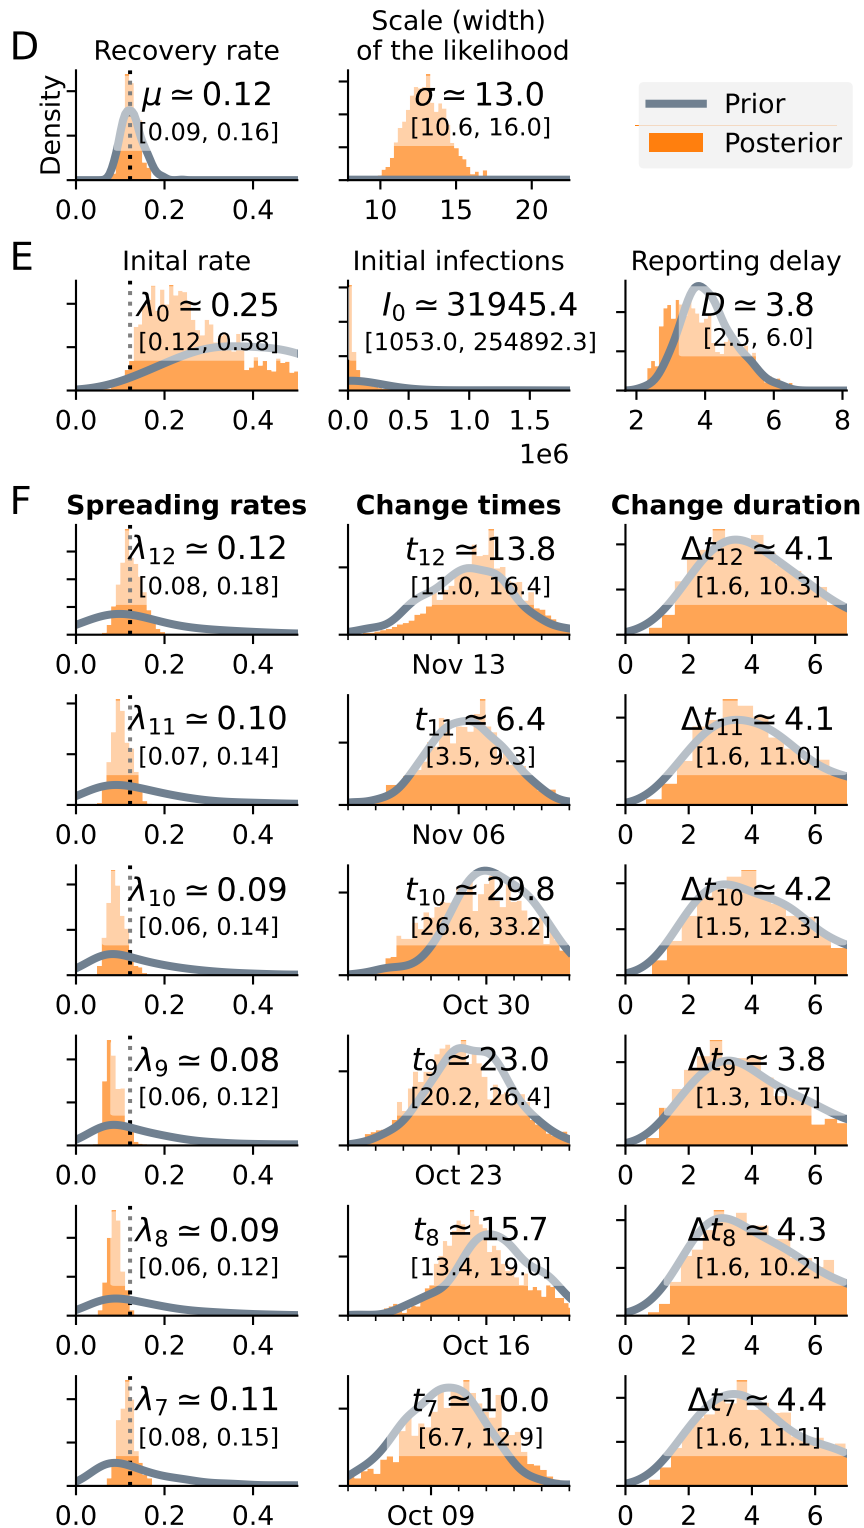 D
Recovery rate
Scale (width)
of the likelihood
Density
μ ≃ 0.12
[0.09, 0.16]
0.0 0.2 0.4
σ ≃ 13.0
[10.6, 16.0]
10 15 20
Prior
Posterior
E
Inital rate
λ0 ≃ 0.25
[0.12, 0.58]
0.0 0.2 0.4
Initial infections
I0 ≃ 31945.4
[1053.0, 254892.3]
0.0 0.5 1.0 1.5
1e6
Reporting delay
D ≃ 3.8
[2.5, 6.0]
2 4 6 8
F
Spreading rates
Change times
Change duration
λ12 ≃ 0.12
[0.08, 0.18]
0.0 0.2 0.4
t12 ≃ 13.8
[11.0, 16.4]
Nov 13
Δt12 ≃ 4.1
[1.6, 10.3]
0 2 4 6
λ11 ≃ 0.10
[0.07, 0.14]
0.0 0.2 0.4
t11 ≃ 6.4
[3.5, 9.3]
Nov 06
Δt11 ≃ 4.1
[1.6, 11.0]
0 2 4 6
λ10 ≃ 0.09
[0.06, 0.14]
0.0 0.2 0.4
t10 ≃ 29.8
[26.6, 33.2]
Oct 30
Δt10 ≃ 4.2
[1.5, 12.3]
0 2 4 6
λ9 ≃ 0.08
[0.06, 0.12]
0.0 0.2 0.4
t9 ≃ 23.0
[20.2, 26.4]
Oct 23
Δt9 ≃ 3.8
[1.3, 10.7]
0 2 4 6
λ8 ≃ 0.09
[0.06, 0.12]
0.0 0.2 0.4
t8 ≃ 15.7
[13.4, 19.0]
Oct 16
Δt8 ≃ 4.3
[1.6, 10.2]
0 2 4 6
λ7 ≃ 0.11
[0.08, 0.15]
0.0 0.2 0.4
t7 ≃ 10.0
[6.7, 12.9]
Oct 09
Δt7 ≃ 4.4
[1.6, 11.1]
0 2 4 6